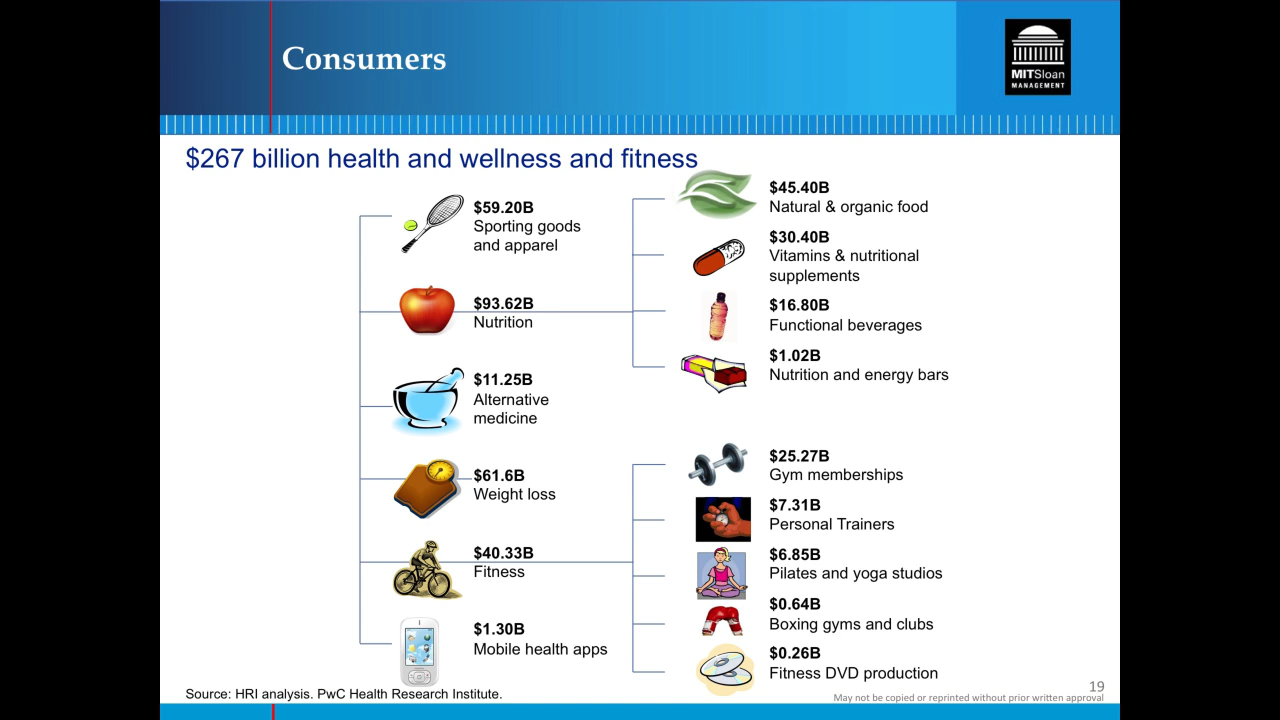 Consumers
MITSloan
MANAGEMENT
$267 billion health and wellness and fitness
$59.20B
Sporting goods
and apparel
$93.62B
Nutrition
$11.25B
Alternative
medicine
$61.6B
Weight loss
$40.33B
Fitness
$1.30B
Mobile health apps
$45.40B
Natural & organic food
$30.40B
Vitamins & nutritional
supplements
$16.80B
Functional beverages
$1.02B
Nutrition and energy bars
$25.27B
Gym memberships
$7.31B
Personal Trainers
$6.85B
Pilates and yoga studios
$0.64B
Boxing gyms and clubs
$0.26B
Fitness DVD production
Source: HRI analysis. PwC Health Research Institute.
19
May not be copied or reprinted without prior written approval